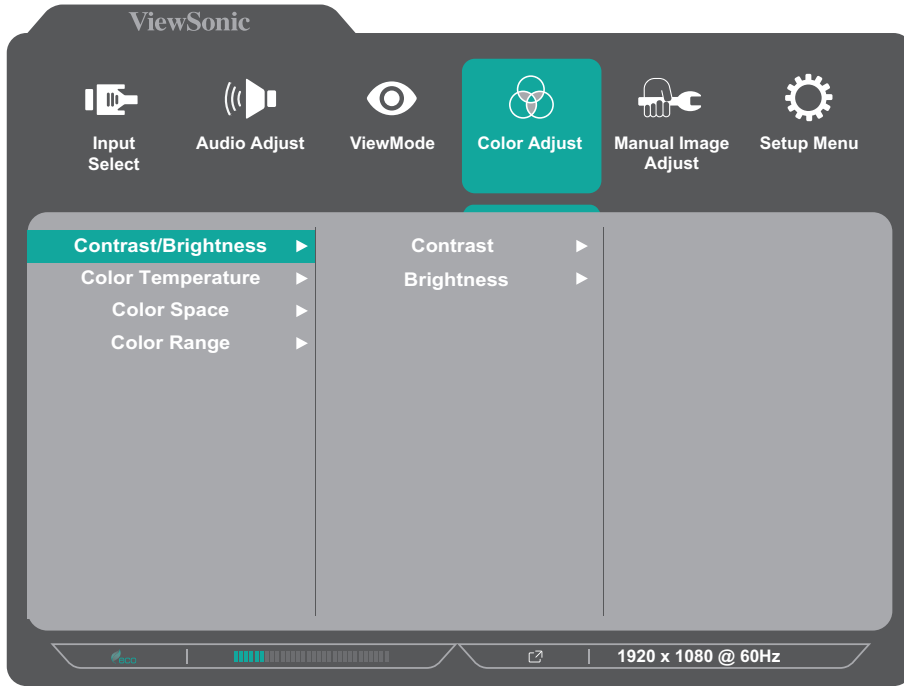 ViewSonic
Input Select
Audio Adjust
ViewMode
Color Adjust
Manual Image Adjust
Setup Menu
Contrast/Brightness
Contrast
Color Temperature
Brightness
Color Space
Color Range
eco
1920 x 1080 @ 60Hz